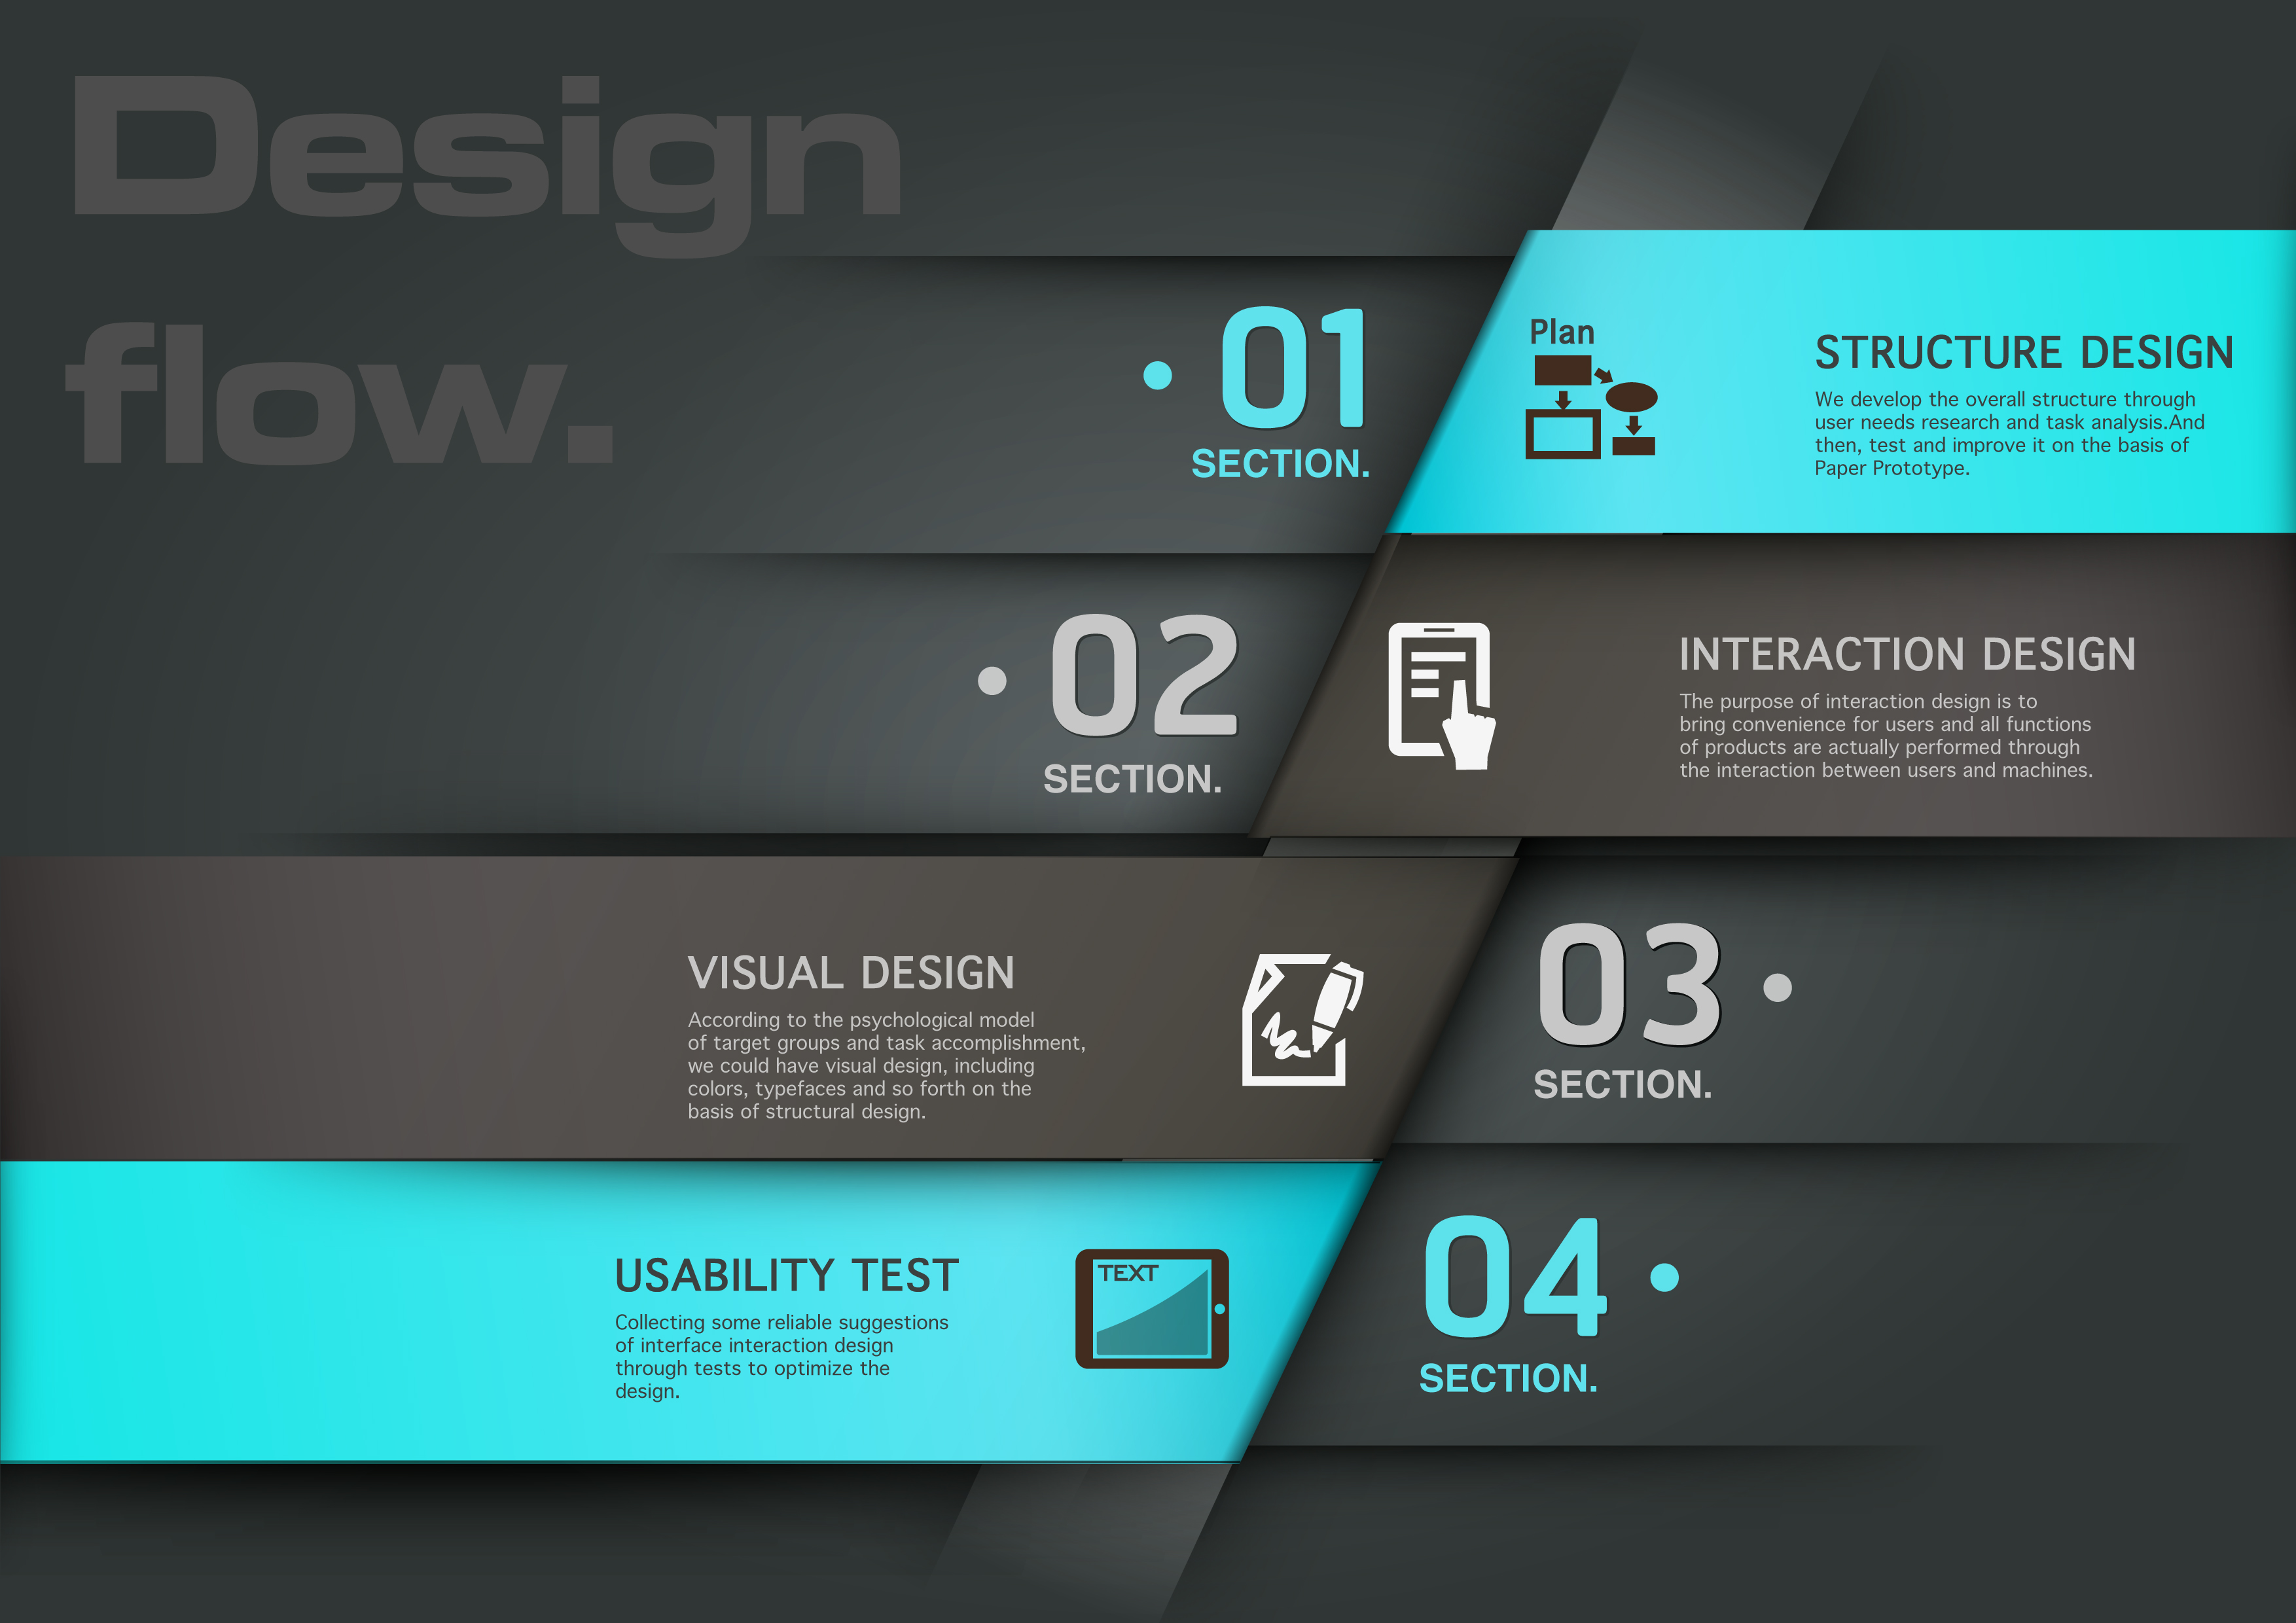 Design
flow.
01
SECTION.
Plan
STRUCTURE DESIGN
We develop the overall structure through
user needs research and task analysis.And
then, test and improve it on the basis of
Paper Prototype.
02
SECTION.
INTERACTION DESIGN
The purpose of interaction design is to
bring convenience for users and all functions
of products are actually performed through
the interaction between users and machines.
VISUAL DESIGN
According to the psychological model
of target groups and task accomplishment,
we could have visual design, including
colors, typefaces and so forth on the
basis of structural design.
03
SECTION.
USABILITY TEST
Collecting some reliable suggestions
of interface interaction design
through tests to optimize the
design.
TEXT
04
SECTION.